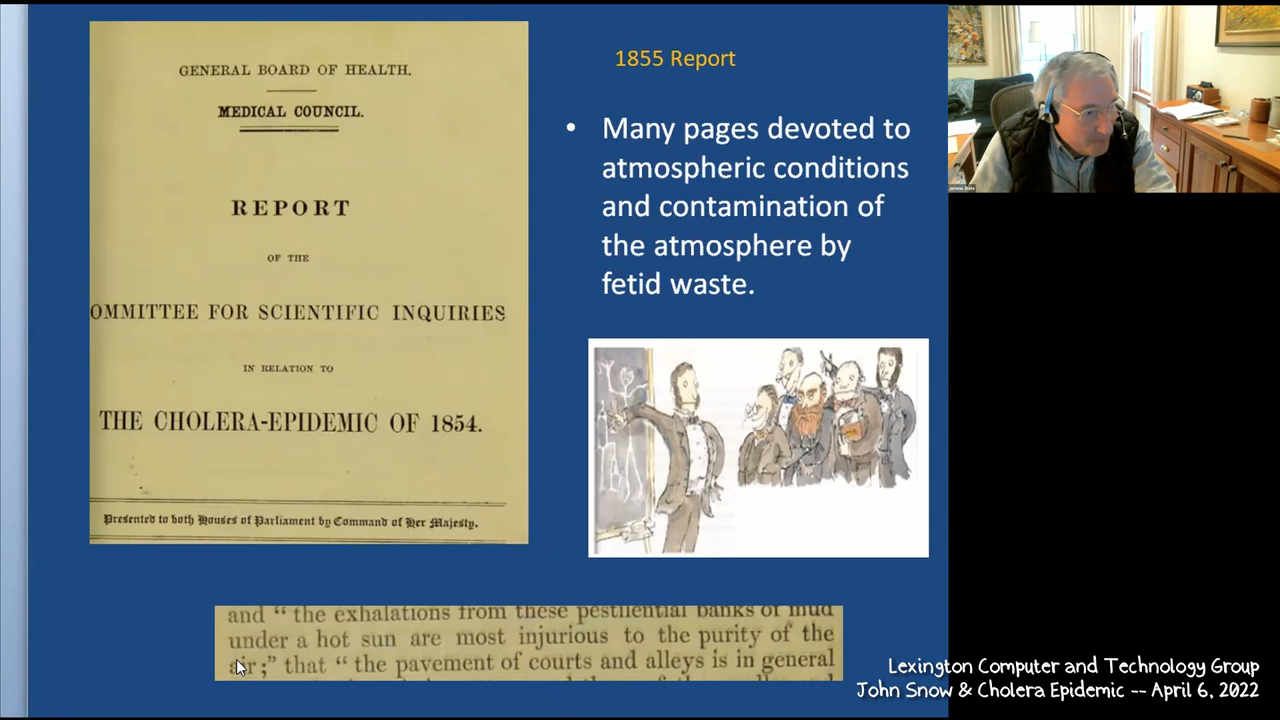 GENERAL BOARD OF HEALTH.
MEDICAL COUNCIL.
REPORT
OF THE
OMMITTEE FOR SCIENTIFIC INQUIRIES
IN RELATION TO
THE CHOLERA-EPIDEMIC OF 1854.
Presented to both Houses of Parliament by Command of Her Majesty.
1855 Report
• Many pages devoted to
atmospheric conditions
and contamination of
the atmosphere by
fetid waste.
and “ the exhalations from these pestilential banks of mud
under a hot sun are most injurious to the purity of the
air ;” that “ the pavement of courts and alleys is in general
Lexington Computer and Technology Group
John Snow & Cholera Epidemic -- April 6, 2022